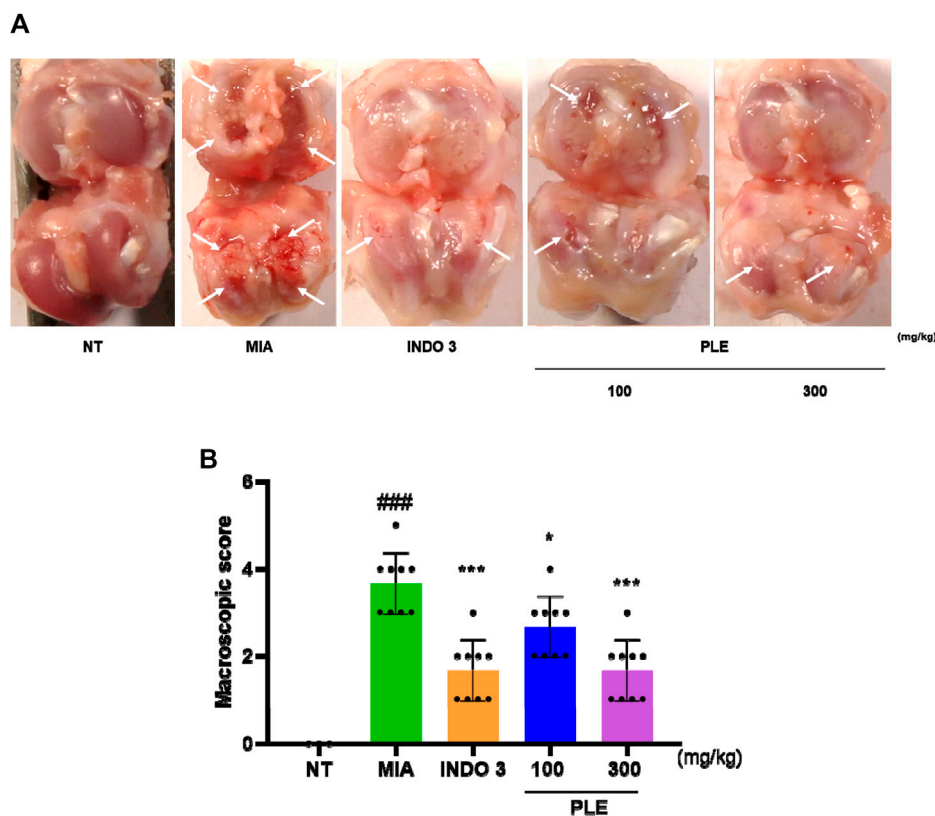 A
NT MIA INDO 3 PLE (mg/kg)
100 300
B
Macroscopic score
6
###
***
*
***
4
2
0
NT MIA INDO 3 100 300 (mg/kg)
PLE